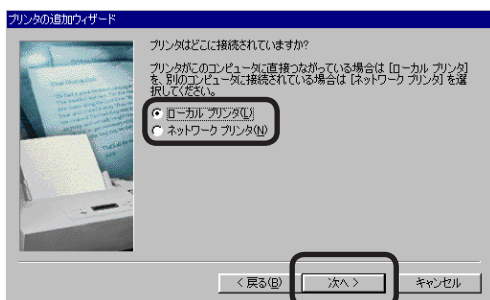 プリンタの追加ウィザード
プリンタはどこに接続されていますか?
プリンタがこのコンピュータに直接つながっている場合は [ローカル プリンタ]
を、別のコンピュータに接続されている場合は [ネットワーク プリンタ] を選
択してください。
ローカル プリンタ(L)
ネットワーク プリンタ(N)
< 戻る(B)
次へ >
キャンセル